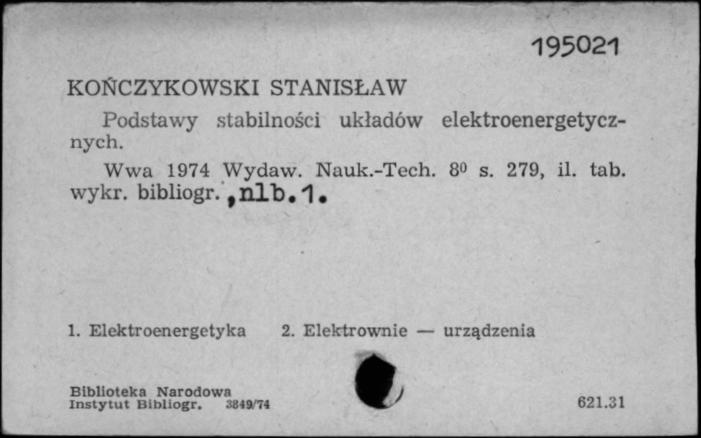 195021
KOŃCZYKOWSKI STANISŁAW
Podstawy stabilności układów elektroenergetycz-
nych.
Wwa 1974 Wydaw. Nauk.-Tech. 8⁰ s. 279, il. tab.
wykr. bibliogr. ,nlb.1.
1. Elektroenergetyka 2. Elektrownie — urządzenia
Biblioteka Narodowa
Instytut Bibliogr. 3849/74
621.31